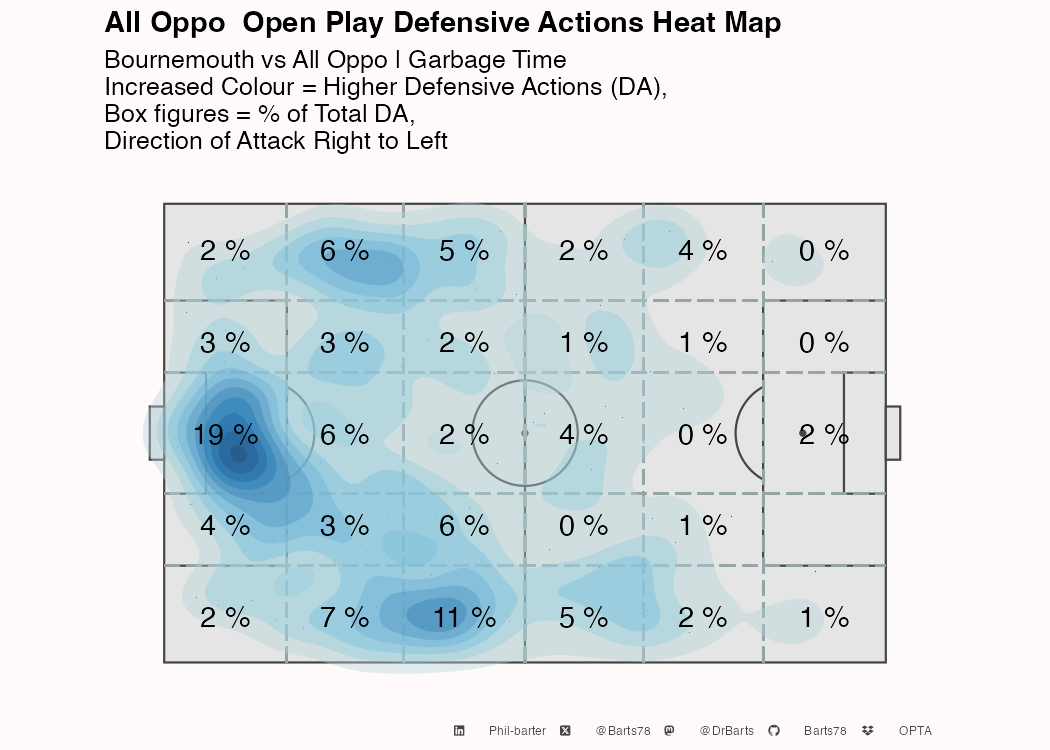 All Oppo  Open Play Defensive Actions Heat Map
Bournemouth vs All Oppo | Garbage Time
Increased Colour = Higher Defensive Actions (DA),
Box figures = % of Total DA,
Direction of Attack Right to Left
2 % 6 % 5 % 2 % 4 % 0 %
3 % 3 % 2 % 1 % 1 % 0 %
19 % 6 % 2 % 4 % 0 % 2 %
4 % 3 % 6 % 0 % 1 %
2 % 7 % 11 % 5 % 2 % 1 %
Phil-barter @Barts78 @DrBarts Barts78 OPTA